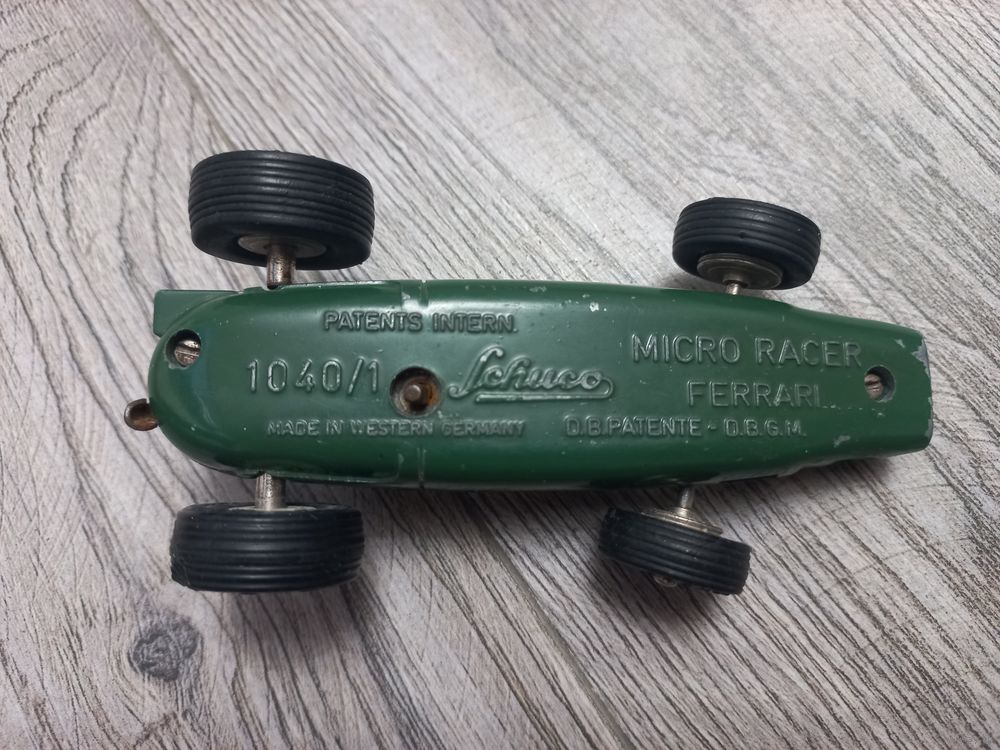 PATENTS INTERN.
1040/1 Schuco MICRO RACER
FERRARI
MADE IN WESTERN GERMANY D.B.PATENTE - D.B.G.M.